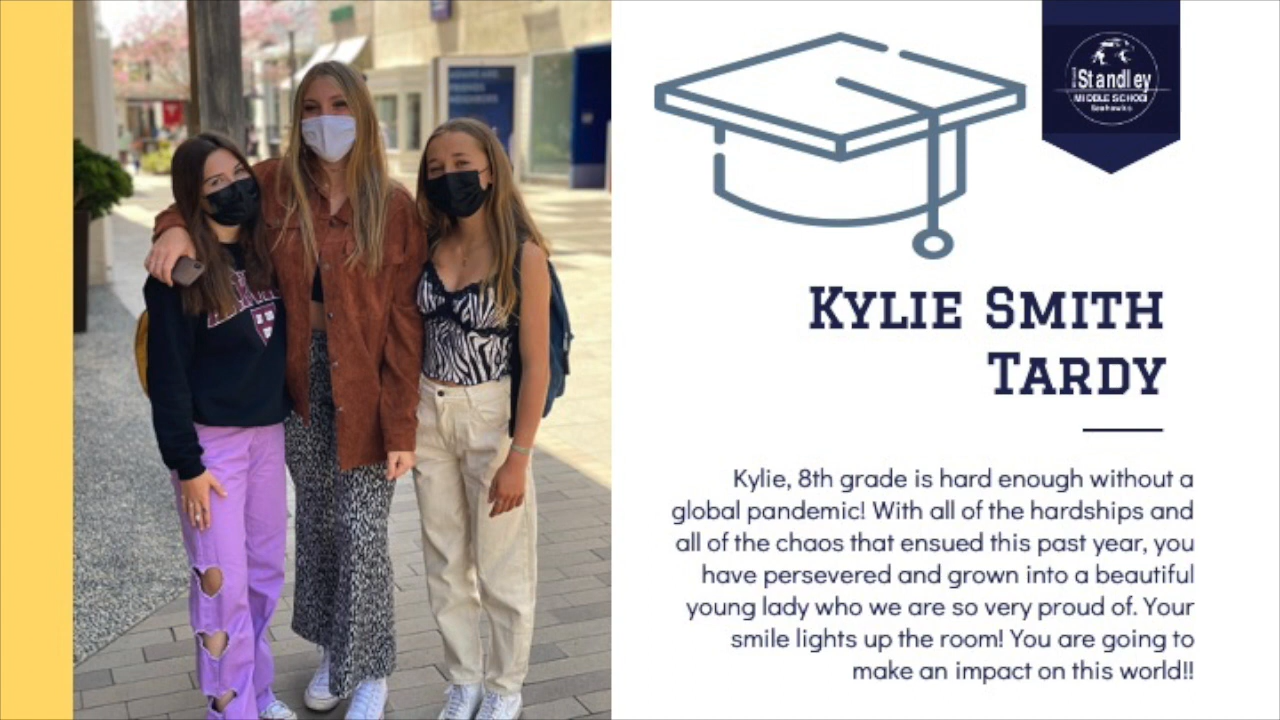 Standley
MIDDLE SCHOOL
Seahawks
KYLIE SMITH
TARDY
Kylie, 8th grade is hard enough without a
global pandemic! With all of the hardships and
all of the chaos that ensued this past year, you
have persevered and grown into a beautiful
young lady who we are so very proud of. Your
smile lights up the room! You are going to
make an impact on this world!!